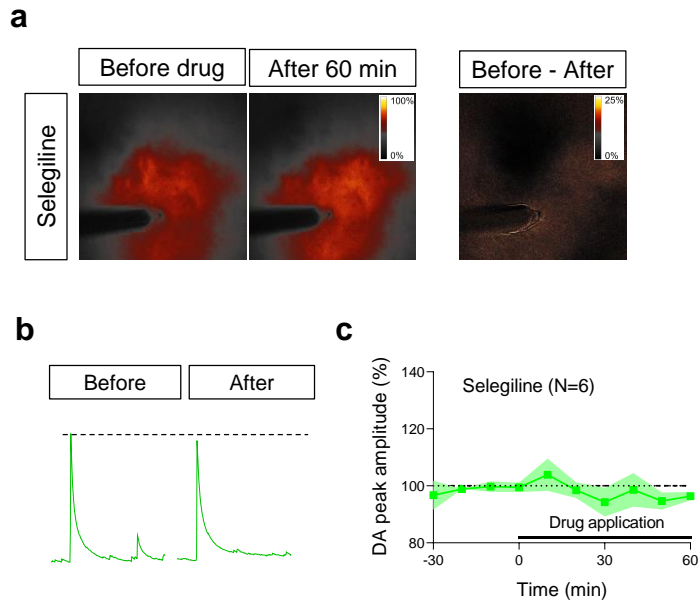 a
Before drug
After 60 min
Before - After
Selegiline
100%
0%
25%
0%
b
Before
After
c
DA peak amplitude (%)
140
120
100
80
Selegiline (N=6)
Drug application
-30
0
30
60
Time (min)